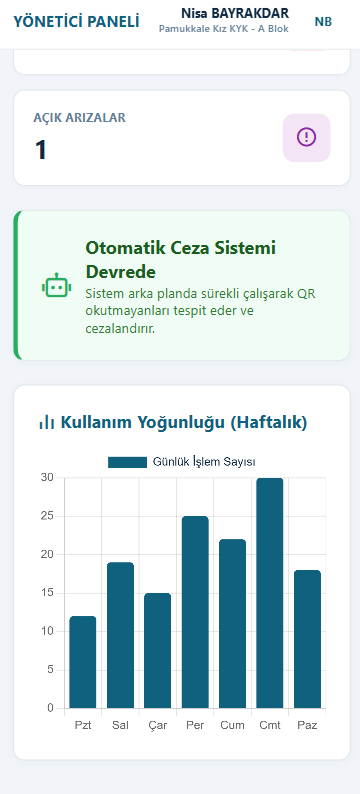 YÖNETİCİ PANELİ
Nisa BAYRAKDAR
Pamukkale Kız KYK - A Blok
NB
AÇIK ARIZALAR
1
Otomatik Ceza Sistemi
Devrede
Sistem arka planda sürekli çalışarak QR
okutmayanları tespit eder ve
cezalandırır.
Kullanım Yoğunluğu (Haftalık)
Günlük İşlem Sayısı
30
25
20
15
10
5
0
Pzt Sal Çar Per Cum Cmt Paz